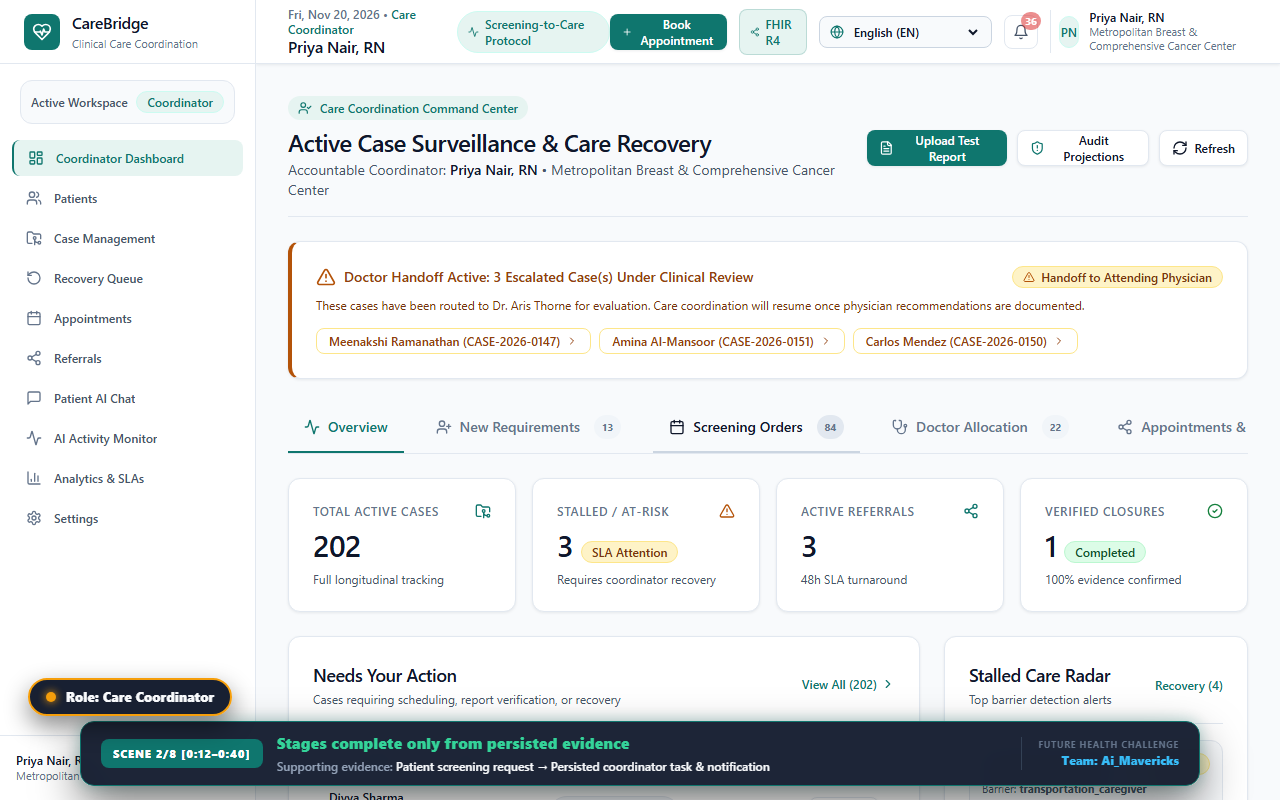 CareBridge
Clinical Care Coordination
Fri, Nov 20, 2026 • Care
Coordinator
Priya Nair, RN
Screening-to-Care
Protocol
+ Book
Appointment
FHIR
R4
English (EN)
36
PN
Priya Nair, RN
Metropolitan Breast &
Comprehensive Cancer Center
Active Workspace
Coordinator
Coordinator Dashboard
Patients
Case Management
Recovery Queue
Appointments
Referrals
Patient AI Chat
AI Activity Monitor
Analytics & SLAs
Settings
Care Coordination Command Center
Active Case Surveillance & Care Recovery
Accountable Coordinator: Priya Nair, RN • Metropolitan Breast & Comprehensive Cancer
Center
Upload Test
Report
Audit
Projections
Refresh
Doctor Handoff Active: 3 Escalated Case(s) Under Clinical Review
Handoff to Attending Physician
These cases have been routed to Dr. Aris Thorne for evaluation. Care coordination will resume once physician recommendations are documented.
Meenakshi Ramanathan (CASE-2026-0147)
Amina Al-Mansoor (CASE-2026-0151)
Carlos Mendez (CASE-2026-0150)
Overview
New Requirements 13
Screening Orders 84
Doctor Allocation 22
Appointments &
TOTAL ACTIVE CASES
202
Full longitudinal tracking
STALLED / AT-RISK
3 SLA Attention
Requires coordinator recovery
ACTIVE REFERRALS
3
48h SLA turnaround
VERIFIED CLOSURES
1 Completed
100% evidence confirmed
Needs Your Action
Cases requiring scheduling, report verification, or recovery
View All (202)
Stalled Care Radar
Top barrier detection alerts
Recovery (4)
Role: Care Coordinator
Priya Nair, R
Metropolitan
SCENE 2/8 [0:12–0:40]
Stages complete only from persisted evidence
Supporting evidence: Patient screening request → Persisted coordinator task & notification
FUTURE HEALTH CHALLENGE
Team: Ai_Mavericks
Divya Sharma
Barrier: transportation_caregiver